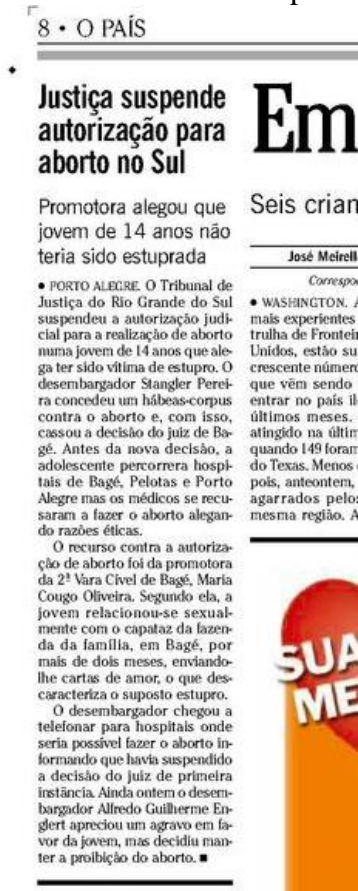 8 • O PAÍS
Justiça suspende
autorização para
aborto no Sul
Promotora alegou que
jovem de 14 anos não
teria sido estuprada
• PORTO ALEGRE. O Tribunal de
Justiça do Rio Grande do Sul
suspendeu a autorização judi-
cial para a realização de aborto
numa jovem de 14 anos que ale-
ga ter sido vítima de estupro. O
desembargador Stangler Perei-
ra concedeu um hábeas-corpus
contra o aborto e, com isso,
cassou a decisão do juiz de Ba-
gé. Antes da nova decisão, a
adolescente percorrera hospi-
tais de Bagé, Pelotas e Porto
Alegre mas os médicos se recu-
saram a fazer o aborto alegan-
do razões éticas.
O recurso contra a autoriza-
ção de aborto foi da promotora
da 2ª Vara Cível de Bagé, Maria
Cougo Oliveira. Segundo ela, a
jovem relacionou-se sexual-
mente com o capataz da fazen-
da da família, em Bagé, por
mais de dois meses, enviando-
lhe cartas de amor, o que des-
caracteriza o suposto estupro.
O desembargador chegou a
telefonar para hospitais onde
seria possível fazer o aborto in-
formando que havia suspendido
a decisão do juiz de primeira
instância. Ainda ontem o desem-
bargador Alfredo Guilherme En-
glert apreciou um agravo em fa-
vor da jovem, mas decidiu man-
ter a proibição do aborto. ■
Em
Seis crian
José Meirell
Correspo
• WASHINGTON. A
mais experientes
trulha de Fronteir
Unidos, estão su
crescente número
que vêm sendo
entrar no país il
últimos meses.
atingido na últim
quando 149 foram
do Texas. Menos
pois, anteontem,
agarrados pelo
mesma região. A
SUA
ME